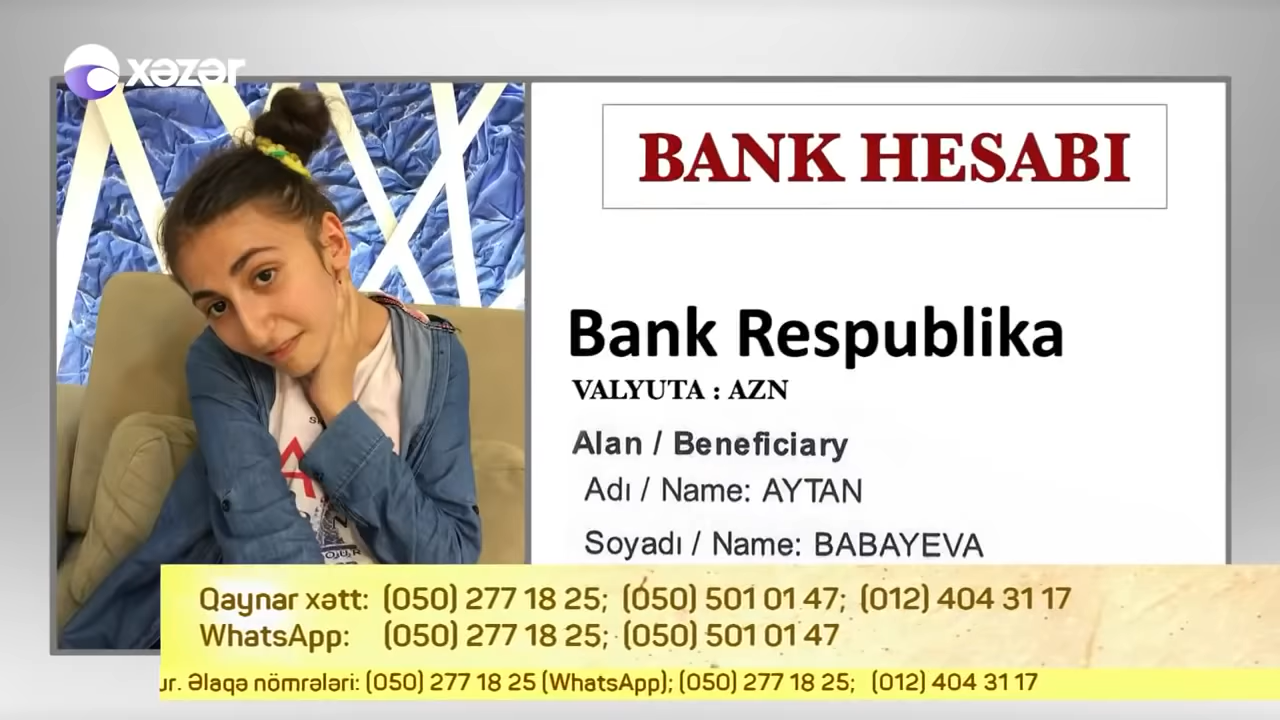 xəzər
BANK HESABI
Bank Respublika
VALYUTA : AZN
Alan / Beneficiary
Adı / Name: AYTAN
Soyadı / Name: BABAYEVA
Qaynar xətt: (050) 277 18 25; (050) 501 01 47; (012) 404 31 17
WhatsApp: (050) 277 18 25; (050) 501 01 47
Əlaqə nömrələri: (050) 277 18 25 (WhatsApp); (050) 277 18 25; (012) 404 31 17